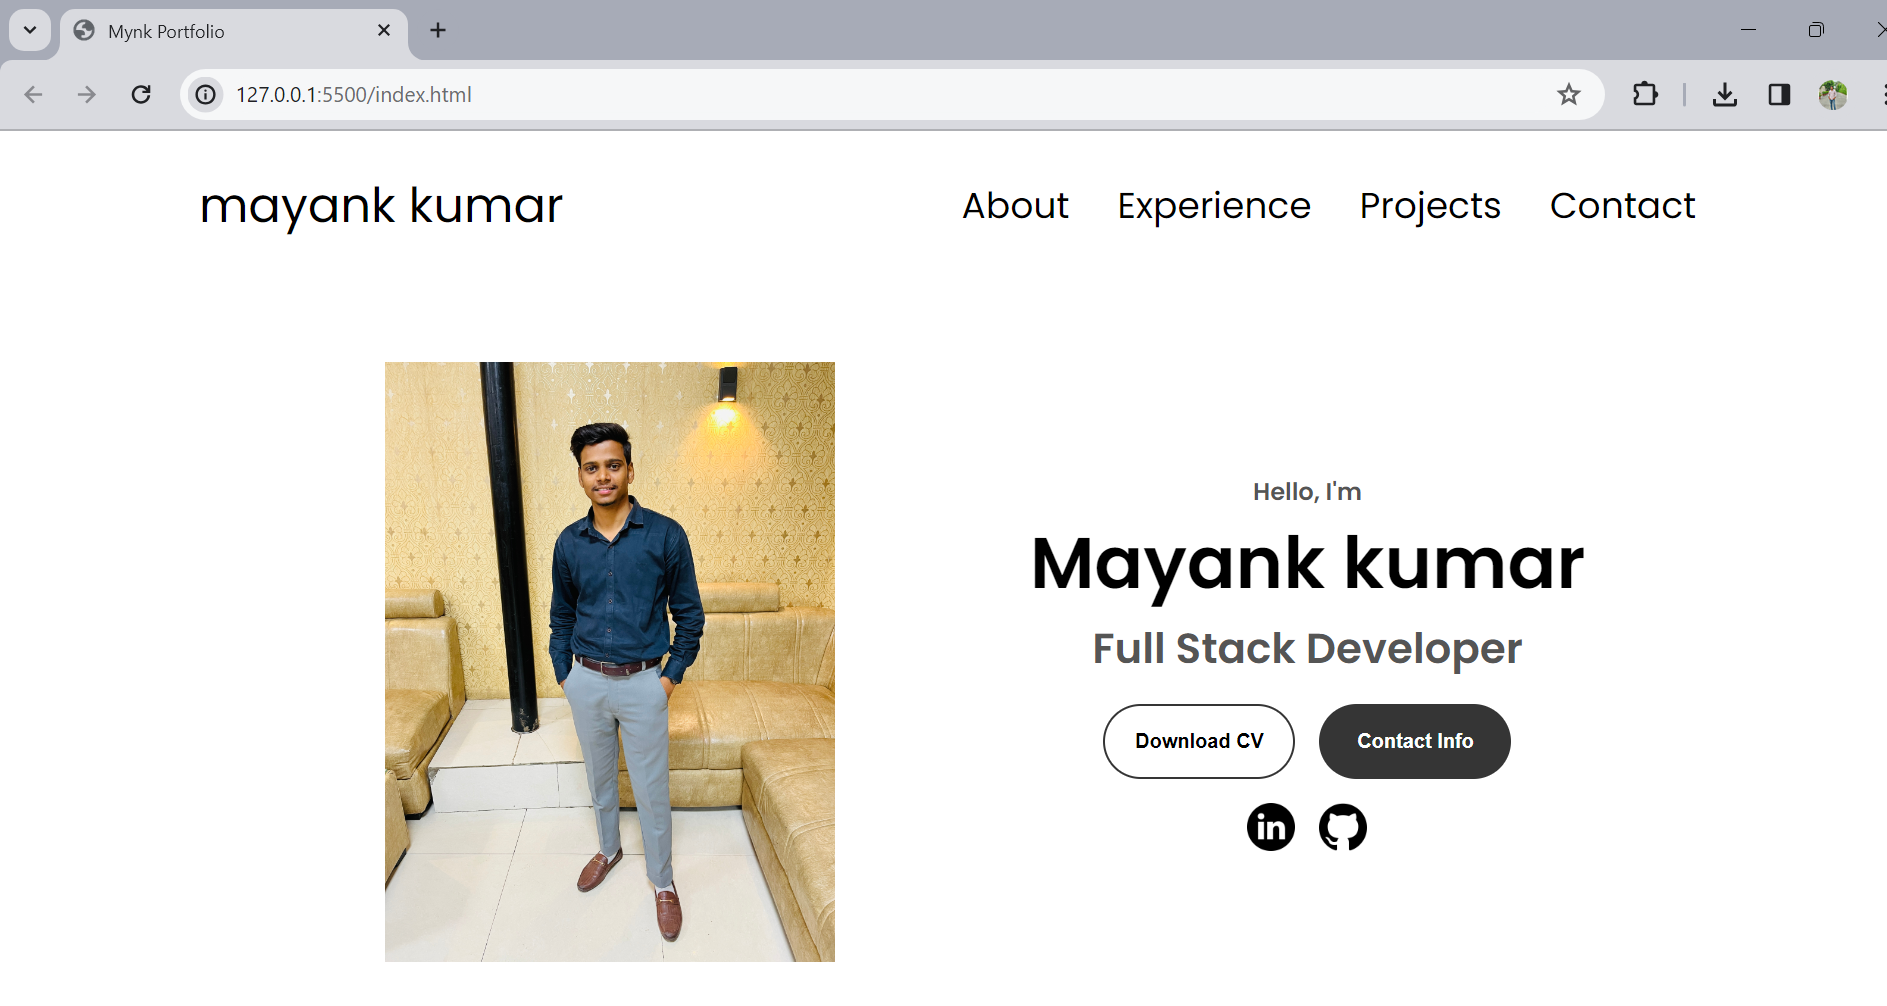 Mynk Portfolio
127.0.0.1:5500/index.html
mayank kumar
About Experience Projects Contact
Hello, I'm
Mayank kumar
Full Stack Developer
Download CV Contact Info
in